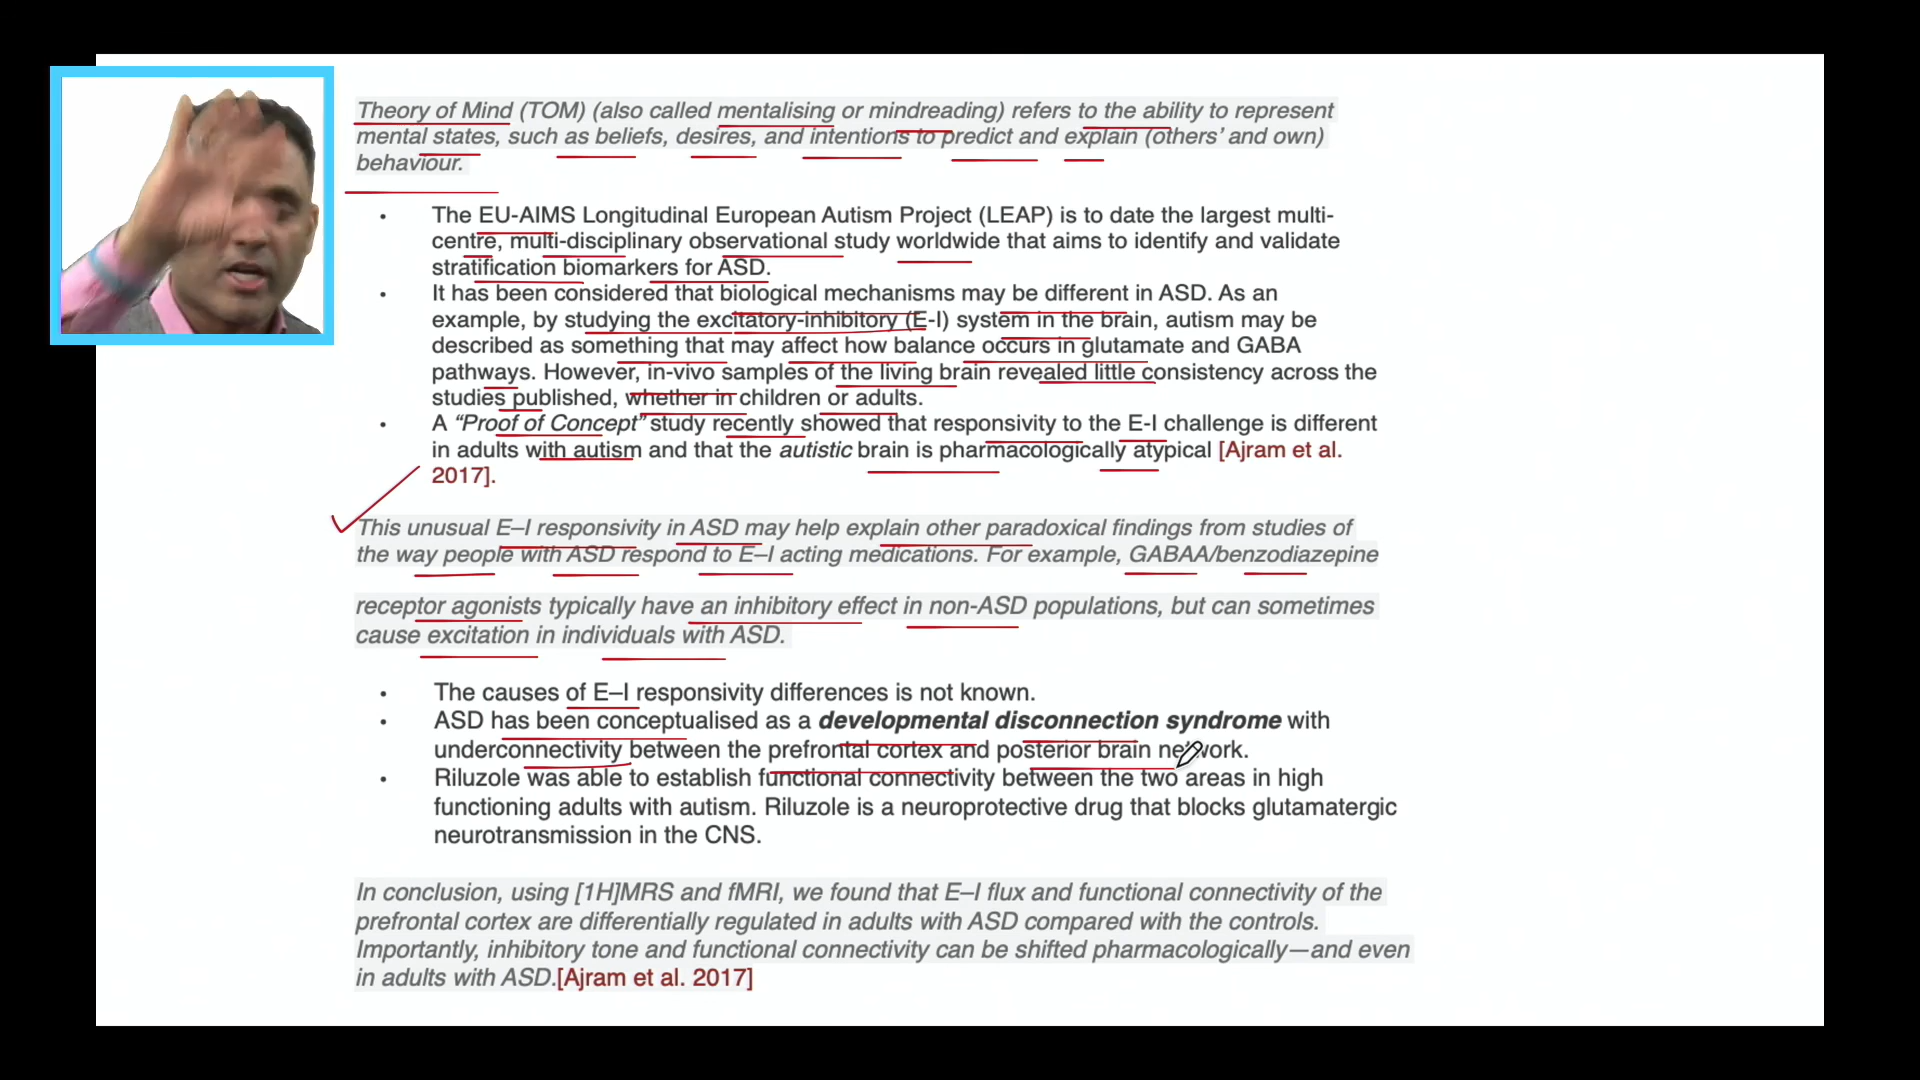 Theory of Mind (TOM) (also called mentalising or mindreading) refers to the ability to represent
mental states, such as beliefs, desires, and intentions to predict and explain (others' and own)
behaviour.
• The EU-AIMS Longitudinal European Autism Project (LEAP) is to date the largest multi-
centre, multi-disciplinary observational study worldwide that aims to identify and validate
stratification biomarkers for ASD.
• It has been considered that biological mechanisms may be different in ASD. As an
example, by studying the excitatory-inhibitory (E-I) system in the brain, autism may be
described as something that may affect how balance occurs in glutamate and GABA
pathways. However, in-vivo samples of the living brain revealed little consistency across the
studies published, whether in children or adults.
• A “Proof of Concept” study recently showed that responsivity to the E-I challenge is different
in adults with autism and that the autistic brain is pharmacologically atypical [Ajram et al.
2017].
This unusual E–I responsivity in ASD may help explain other paradoxical findings from studies of
the way people with ASD respond to E–I acting medications. For example, GABAA/benzodiazepine
receptor agonists typically have an inhibitory effect in non-ASD populations, but can sometimes
cause excitation in individuals with ASD.
• The causes of E–I responsivity differences is not known.
• ASD has been conceptualised as a developmental disconnection syndrome with
underconnectivity between the prefrontal cortex and posterior brain network.
• Riluzole was able to establish functional connectivity between the two areas in high
functioning adults with autism. Riluzole is a neuroprotective drug that blocks glutamatergic
neurotransmission in the CNS.
In conclusion, using [1H]MRS and fMRI, we found that E–I flux and functional connectivity of the
prefrontal cortex are differentially regulated in adults with ASD compared with the controls.
Importantly, inhibitory tone and functional connectivity can be shifted pharmacologically—and even
in adults with ASD.[Ajram et al. 2017]